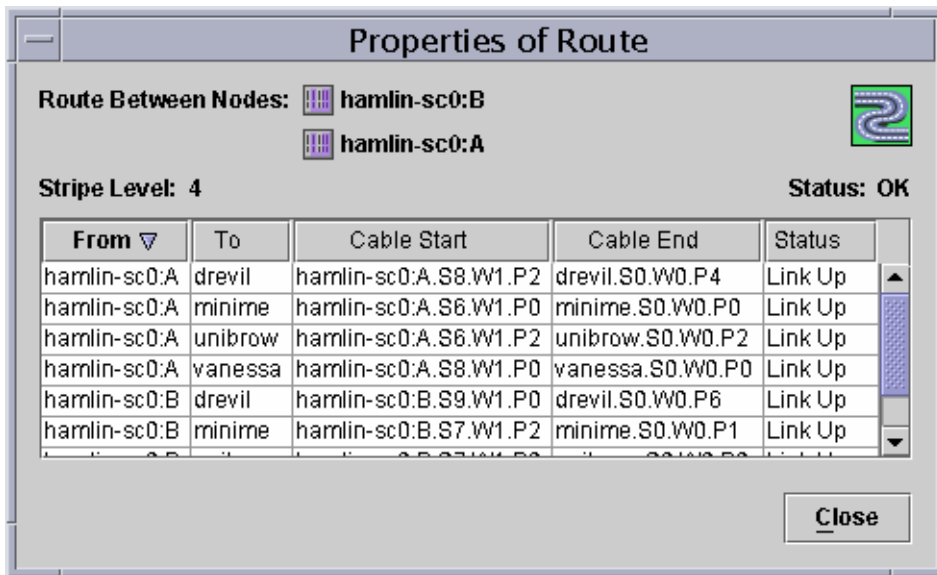 Properties of Route
Route Between Nodes: hamlin-sc0:B
hamlin-sc0:A
Stripe Level: 4 Status: OK
From To Cable Start Cable End Status
hamlin-sc0:A drevil hamlin-sc0:A.S8.W1.P2 drevil.S0.W0.P4 Link Up
hamlin-sc0:A minime hamlin-sc0:A.S6.W1.P0 minime.S0.W0.P0 Link Up
hamlin-sc0:A unibrow hamlin-sc0:A.S6.W1.P2 unibrow.S0.W0.P2 Link Up
hamlin-sc0:A vanessa hamlin-sc0:A.S8.W1.P0 vanessa.S0.W0.P0 Link Up
hamlin-sc0:B drevil hamlin-sc0:B.S9.W1.P0 drevil.S0.W0.P6 Link Up
hamlin-sc0:B minime hamlin-sc0:B.S7.W1.P2 minime.S0.W0.P1 Link Up
Close